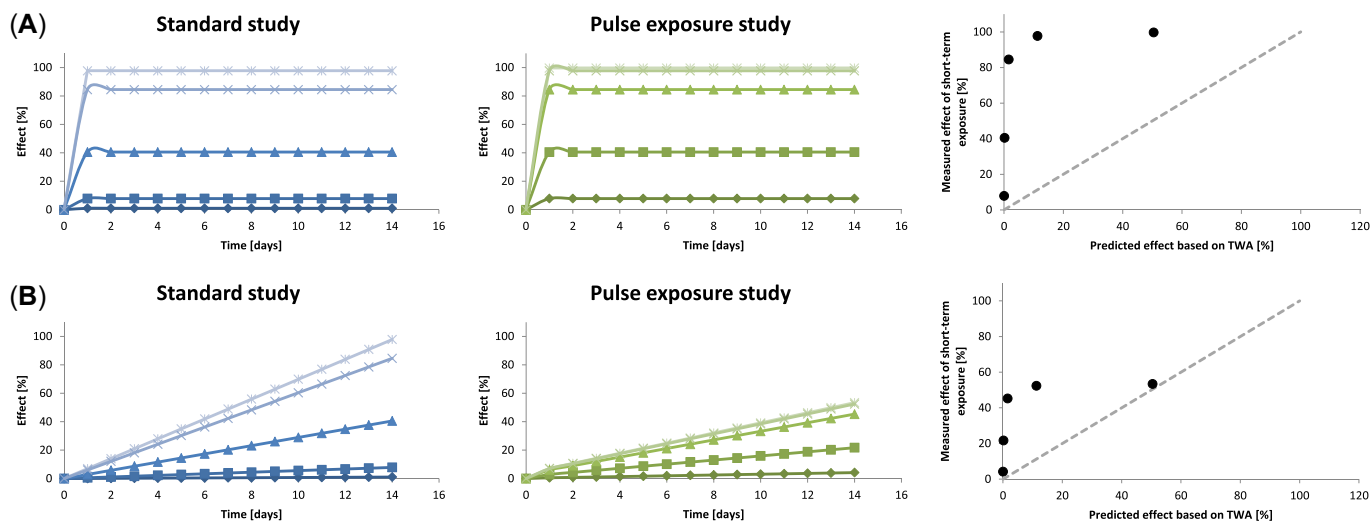 (A)
Standard study
Effect [%]
100
80
60
40
20
0
0 2 4 6 8 10 12 14 16
Time [days]
Pulse exposure study
Effect [%]
100
80
60
40
20
0
0 2 4 6 8 10 12 14 16
Time [days]
Measured effect of short-term
exposure [%]
100
80
60
40
20
0
0 20 40 60 80 100 120
Predicted effect based on TWA [%]
(B)
Standard study
Effect [%]
100
80
60
40
20
0
0 2 4 6 8 10 12 14 16
Time [days]
Pulse exposure study
Effect [%]
100
80
60
40
20
0
0 2 4 6 8 10 12 14 16
Time [days]
Measured effect of short-term
exposure [%]
100
80
60
40
20
0
0 20 40 60 80 100 120
Predicted effect based on TWA [%]